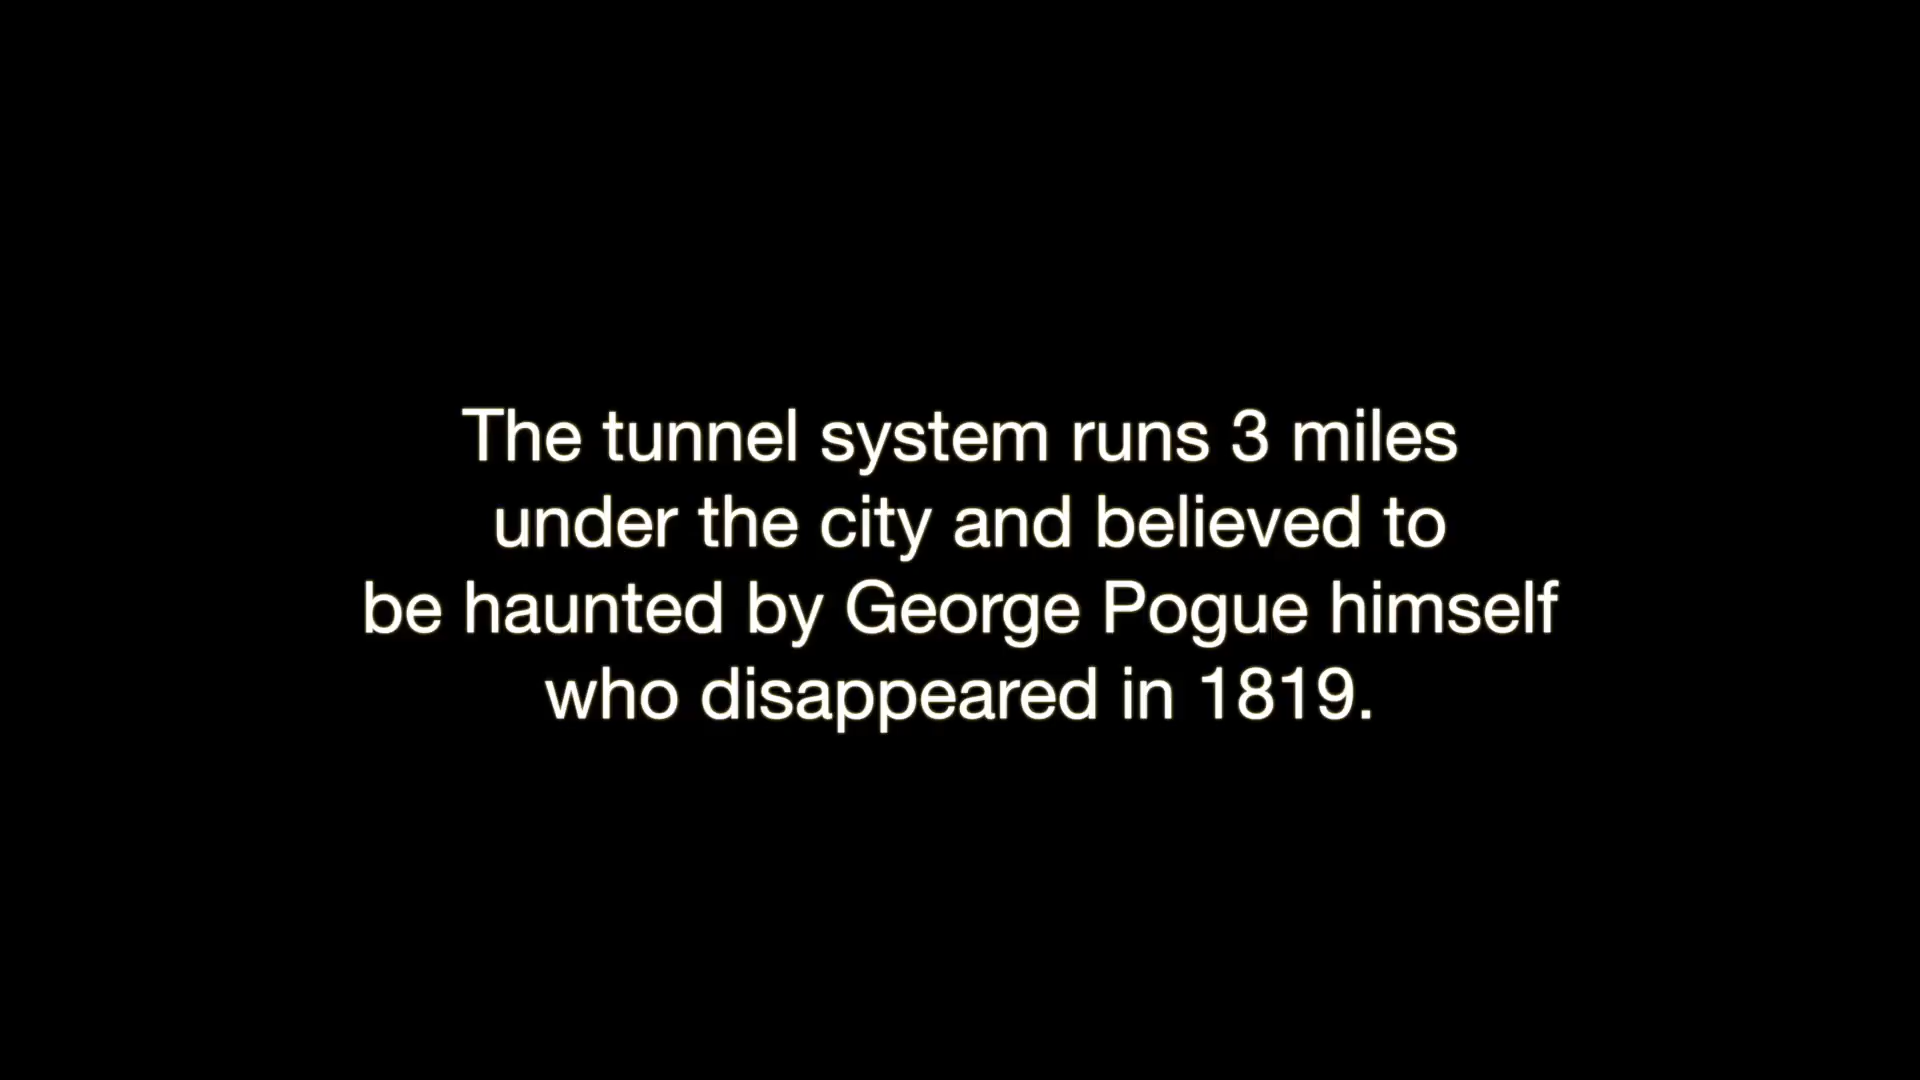 The tunnel system runs 3 miles
under the city and believed to
be haunted by George Pogue himself
who disappeared in 1819.